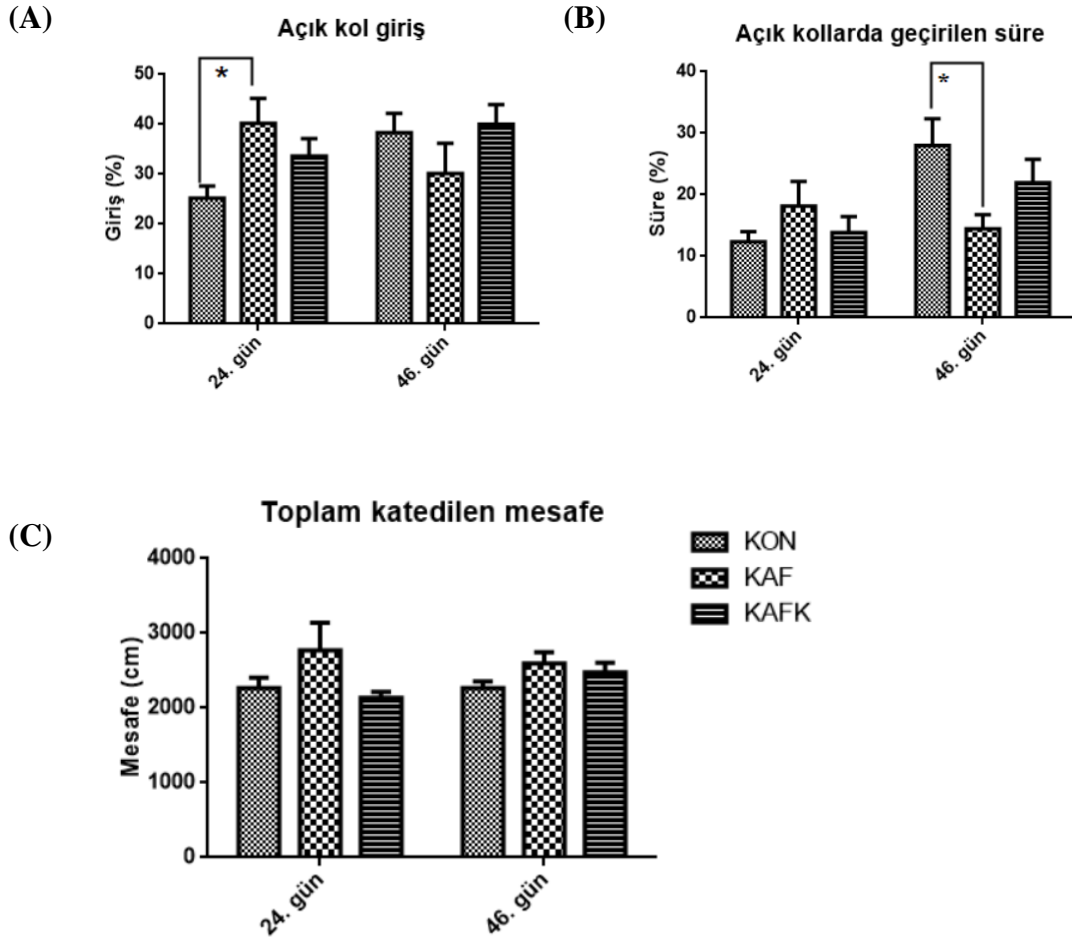 (A)
Açık kol giriş
*
Giriş (%)
50
40
30
20
10
0
24. gün
46. gün
(B)
Açık kollarda geçirilen süre
*
Süre (%)
40
30
20
10
0
24. gün
46. gün
(C)
Toplam katedilen mesafe
Mesafe (cm)
4000
3000
2000
1000
0
24. gün
46. gün
KON
KAF
KAFK